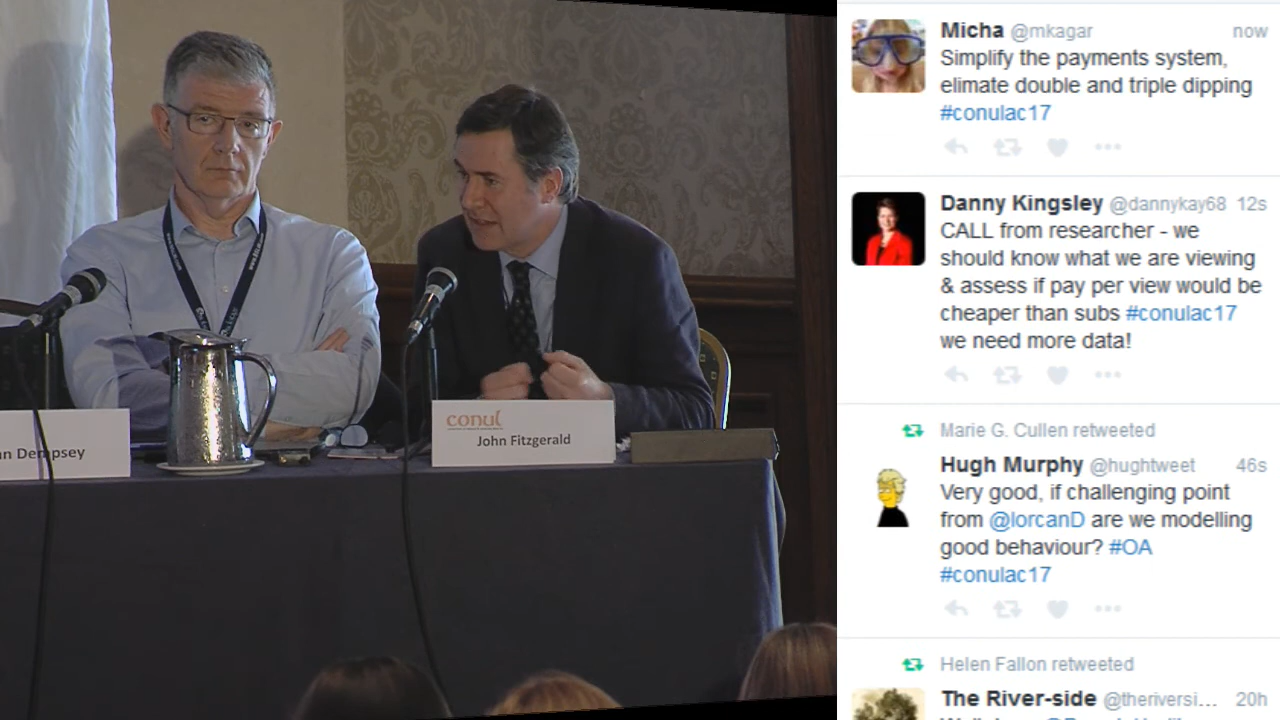 conul
John Fitzgerald
Dempsey
Micha @mkagar now
Simplify the payments system,
elimate double and triple dipping
#conulac17
Danny Kingsley @dannykay68 12s
CALL from researcher - we
should know what we are viewing
& assess if pay per view would be
cheaper than subs #conulac17
we need more data!
Marie G. Cullen retweeted
Hugh Murphy @hughtweet 46s
Very good, if challenging point
from @lorcanD are we modelling
good behaviour? #OA
#conulac17
Helen Fallon retweeted
The River-side @theriversi... 20h